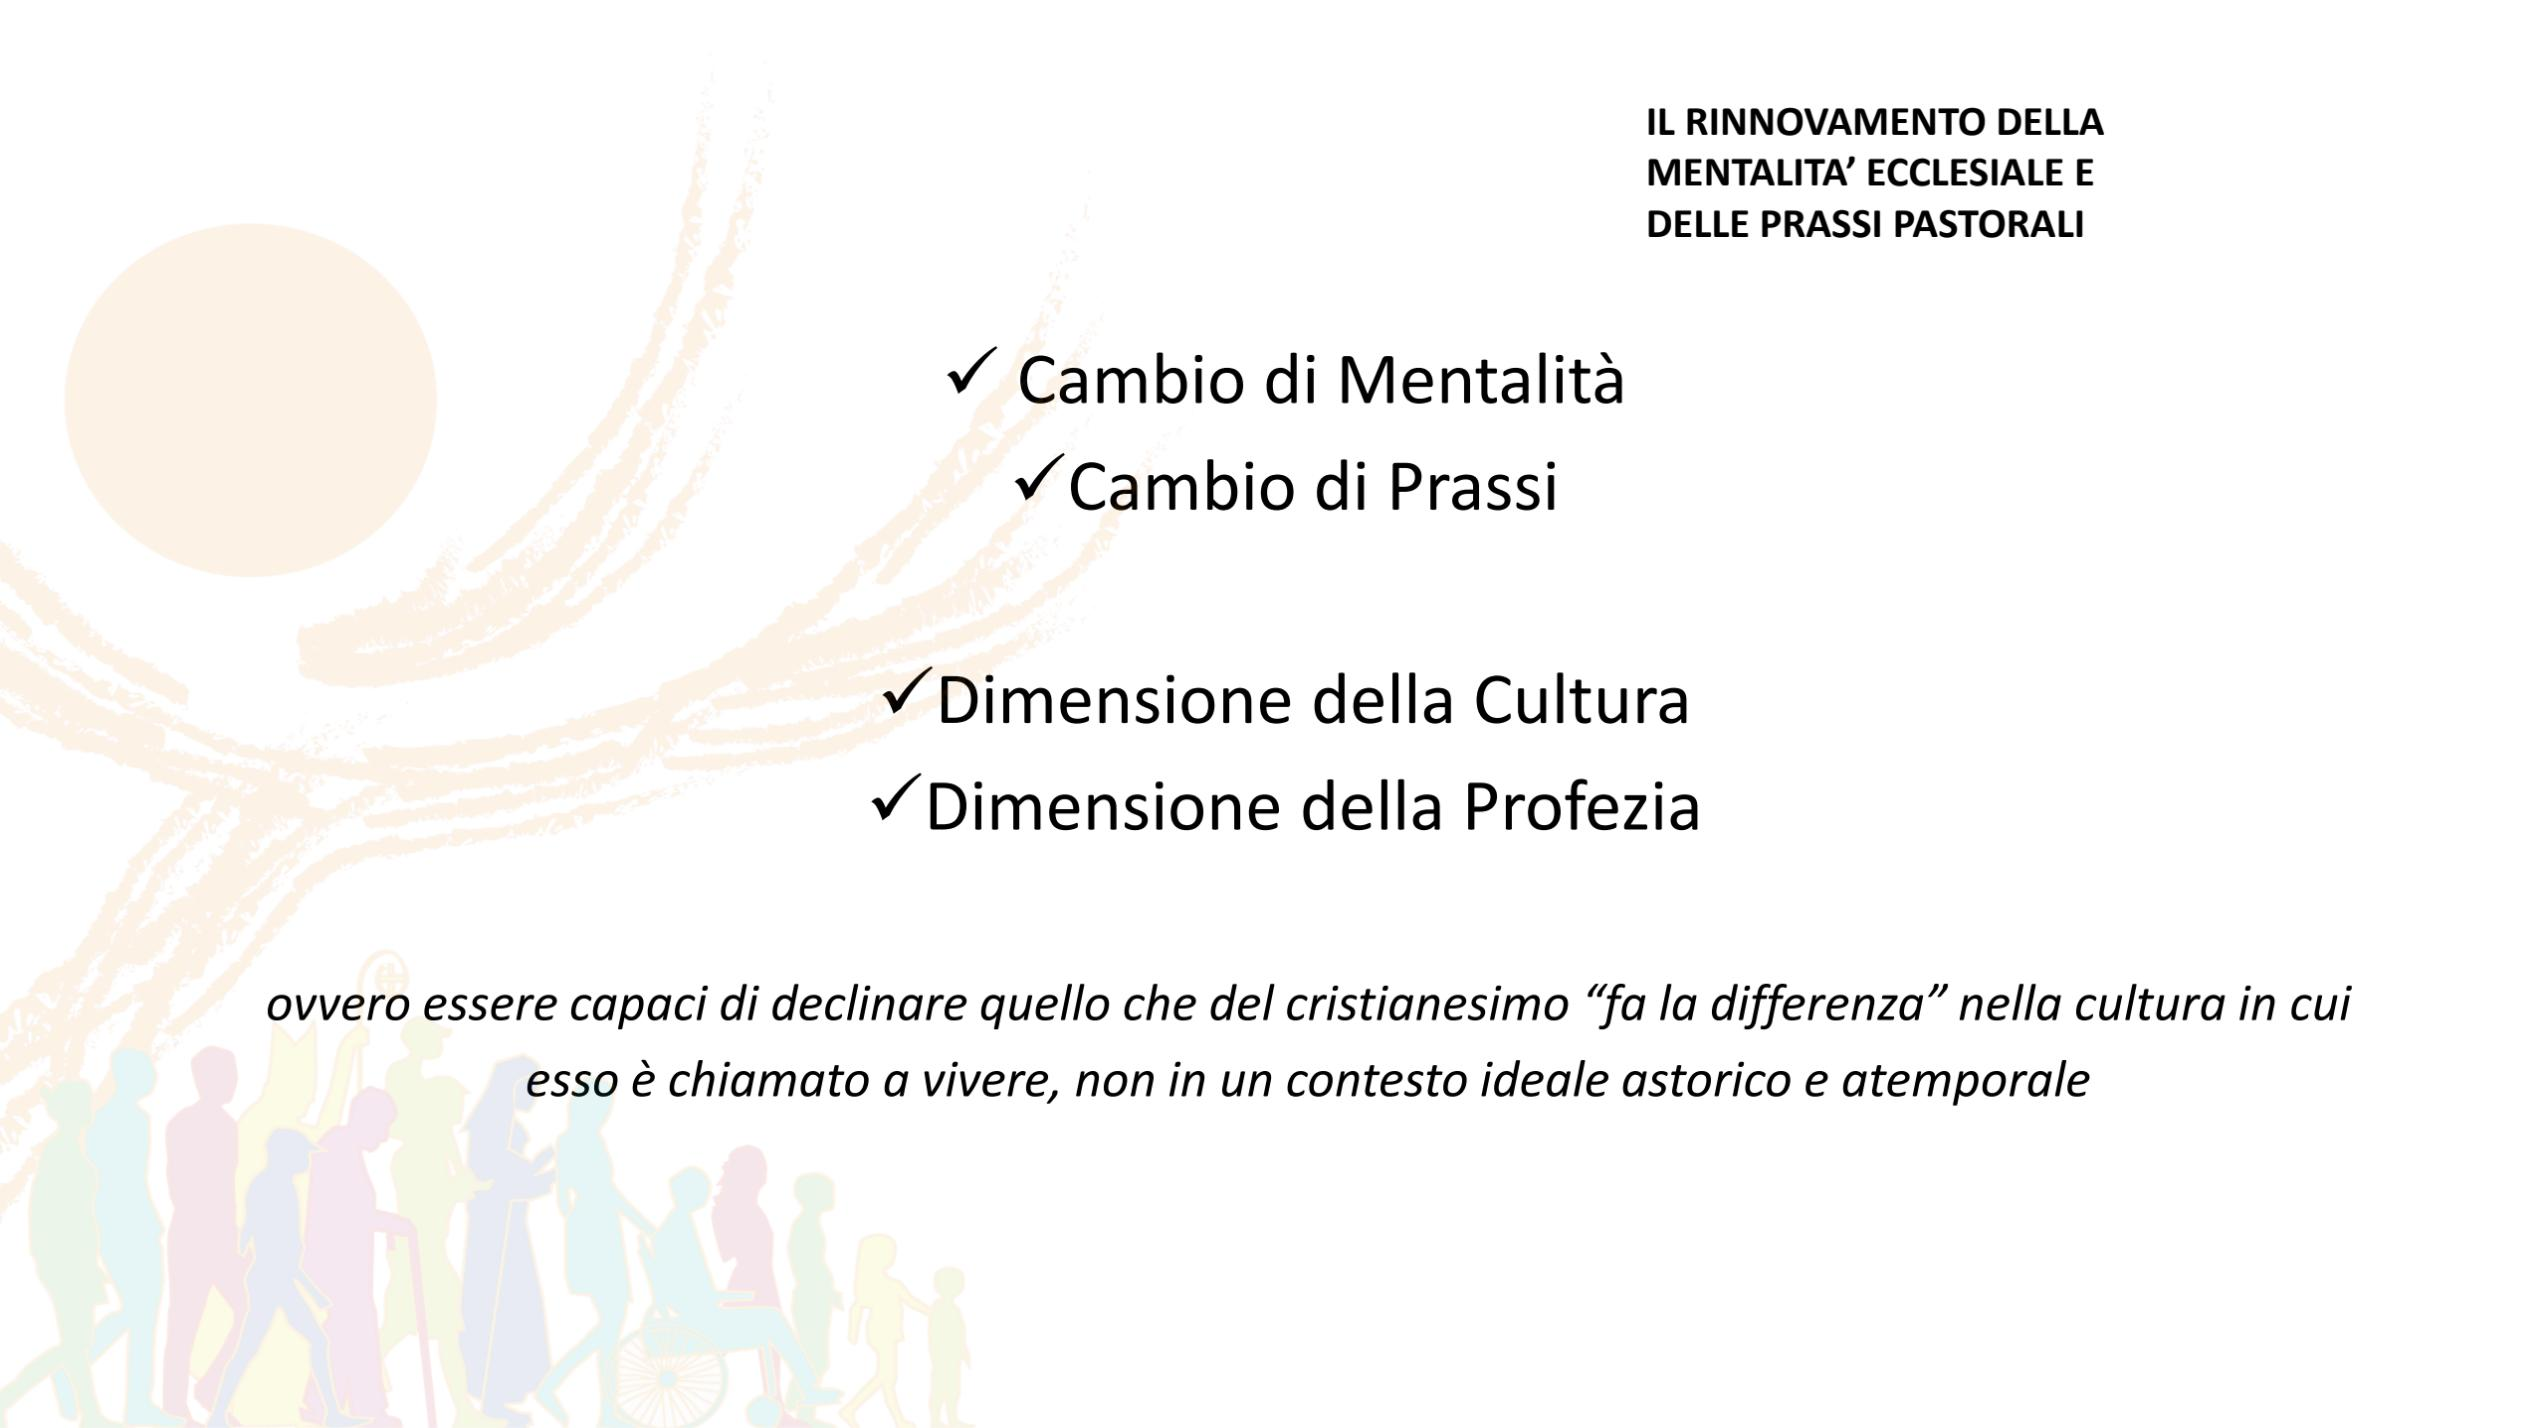 IL RINNOVAMENTO DELLA
MENTALITA’ ECCLESIALE E
DELLE PRASSI PASTORALI
✓ Cambio di Mentalità
✓Cambio di Prassi
✓Dimensione della Cultura
✓Dimensione della Profezia
ovvero essere capaci di declinare quello che del cristianesimo “fa la differenza” nella cultura in cui
esso è chiamato a vivere, non in un contesto ideale astorico e atemporale